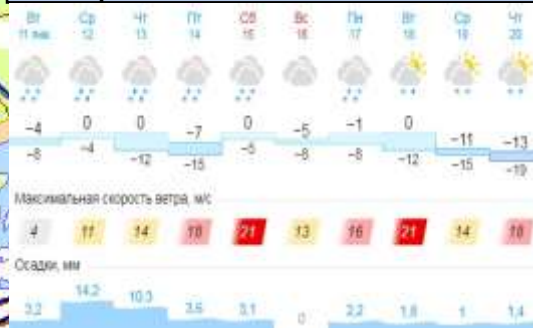 Вт Ср Чт Пт Сб Вс Пн Вт Ср Чт
11 янв 12 13 14 15 16 17 18 19 20
-4 0 0 -7 0 -5 -1 0 -11 -13
-8 -4 -12 -15 -5 -8 -8 -12 -15 -19
Максимальная скорость ветра, м/с
4 11 14 18 21 13 16 21 14 18
Осадки, мм
3,2 14,2 10,3 3,6 3,1 0 2,2 1,8 1 1,4